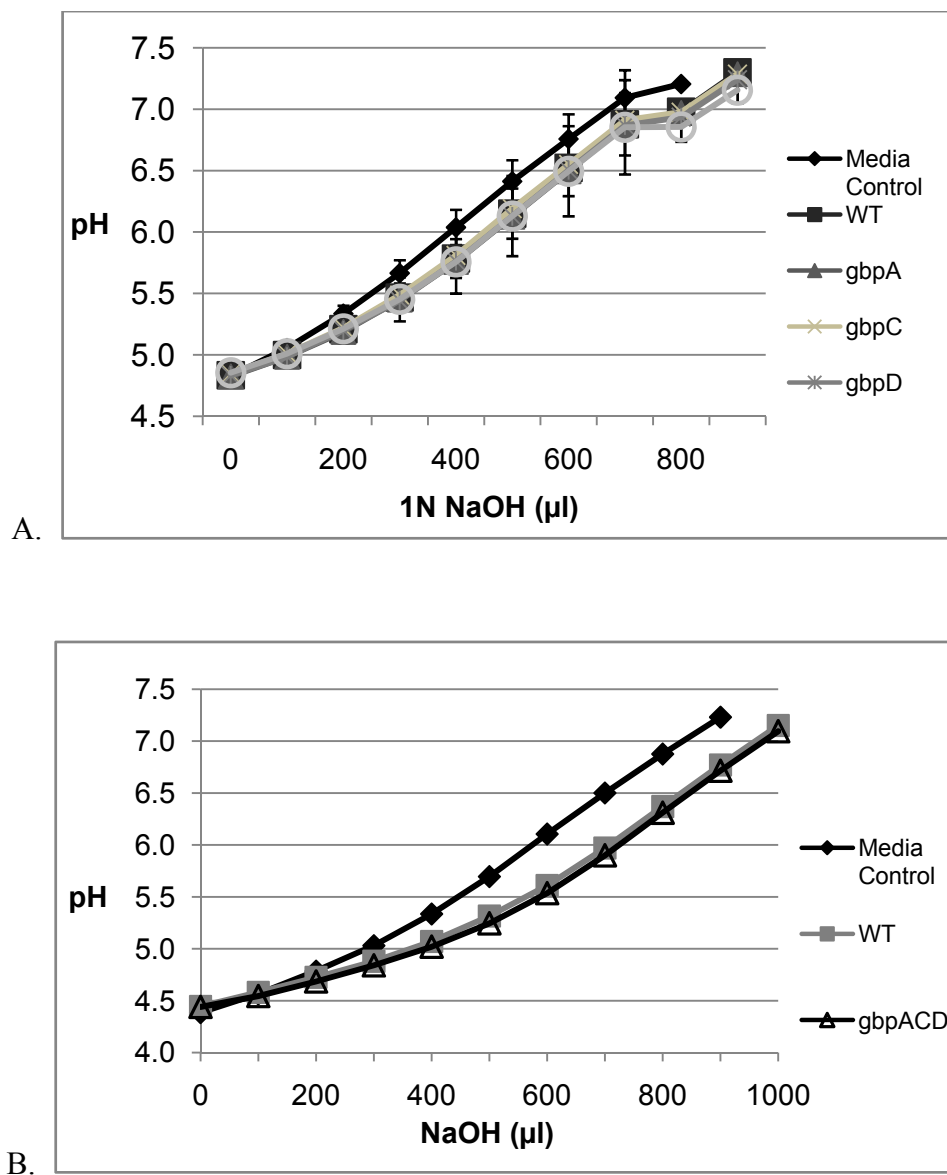 7.5
7.0
6.5
6.0
5.5
5.0
4.5
pH
0 200 400 600 800
1N NaOH (µl)
Media
Control
WT
gbpA
gbpC
gbpD
A.
7.5
7.0
6.5
6.0
5.5
5.0
4.5
4.0
pH
0 200 400 600 800 1000
NaOH (µl)
Media
Control
WT
gbpACD
B.